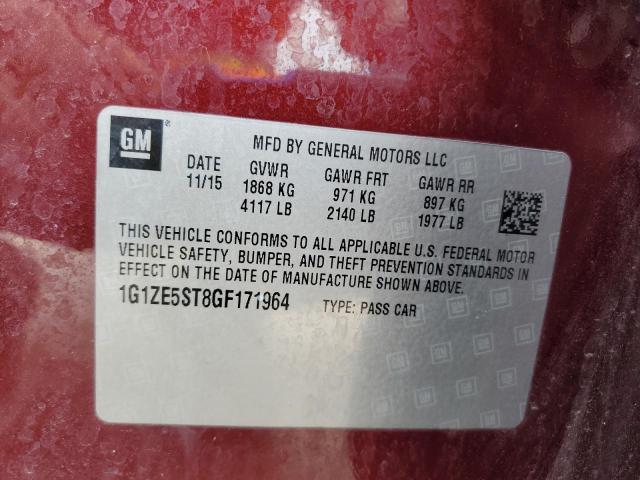 GM
MFD BY GENERAL MOTORS LLC
DATE GVWR GAWR FRT GAWR RR
11/15 1868 KG 971 KG 897 KG
4117 LB 2140 LB 1977 LB
THIS VEHICLE CONFORMS TO ALL APPLICABLE U.S. FEDERAL MOTOR
VEHICLE SAFETY, BUMPER, AND THEFT PREVENTION STANDARDS IN
EFFECT ON THE DATE OF MANUFACTURE SHOWN ABOVE.
1G1ZE5ST8GF171964 TYPE: PASS CAR